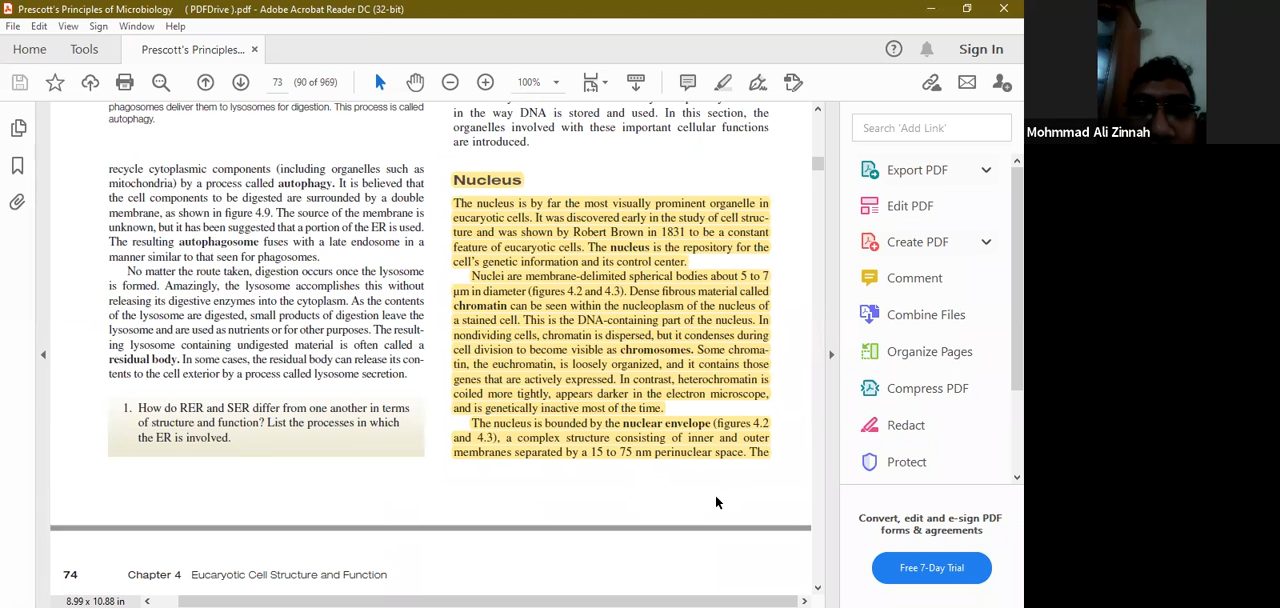 Prescott's Principles of Microbiology ( PDFDrive ).pdf - Adobe Acrobat Reader DC (32-bit)
File Edit View Sign Window Help
Home Tools Prescott's Principles... × Sign In
73 (90 of 969) 100%
phagosomes deliver them to lysosomes for digestion. This process is called
autophagy.
recycle cytoplasmic components (including organelles such as
mitochondria) by a process called autophagy. It is believed that
the cell components to be digested are surrounded by a double
membrane, as shown in figure 4.9. The source of the membrane is
unknown, but it has been suggested that a portion of the ER is used.
The resulting autophagosome fuses with a late endosome in a
manner similar to that seen for phagosomes.
No matter the route taken, digestion occurs once the lysosome
is formed. Amazingly, the lysosome accomplishes this without
releasing its digestive enzymes into the cytoplasm. As the contents
of the lysosome are digested, small products of digestion leave the
lysosome and are used as nutrients or for other purposes. The result-
ing lysosome containing undigested material is often called a
residual body. In some cases, the residual body can release its con-
tents to the cell exterior by a process called lysosome secretion.
1. How do RER and SER differ from one another in terms
of structure and function? List the processes in which
the ER is involved.
in the way DNA is stored and used. In this section, the
organelles involved with these important cellular functions
are introduced.
Nucleus
The nucleus is by far the most visually prominent organelle in
eucaryotic cells. It was discovered early in the study of cell struc-
ture and was shown by Robert Brown in 1831 to be a constant
feature of eucaryotic cells. The nucleus is the repository for the
cell's genetic information and its control center.
Nuclei are membrane-delimited spherical bodies about 5 to 7
µm in diameter (figures 4.2 and 4.3). Dense fibrous material called
chromatin can be seen within the nucleoplasm of the nucleus of
a stained cell. This is the DNA-containing part of the nucleus. In
nondividing cells, chromatin is dispersed, but it condenses during
cell division to become visible as chromosomes. Some chroma-
tin, the euchromatin, is loosely organized, and it contains those
genes that are actively expressed. In contrast, heterochromatin is
coiled more tightly, appears darker in the electron microscope,
and is genetically inactive most of the time.
The nucleus is bounded by the nuclear envelope (figures 4.2
and 4.3), a complex structure consisting of inner and outer
membranes separated by a 15 to 75 nm perinuclear space. The
74 Chapter 4 Eucaryotic Cell Structure and Function
8.99 x 10.88 in
Search 'Add Link'
Export PDF
Edit PDF
Create PDF
Comment
Combine Files
Organize Pages
Compress PDF
Redact
Protect
Convert, edit and e-sign PDF
forms & agreements
Free 7-Day Trial
Mohmmad Ali Zinnah